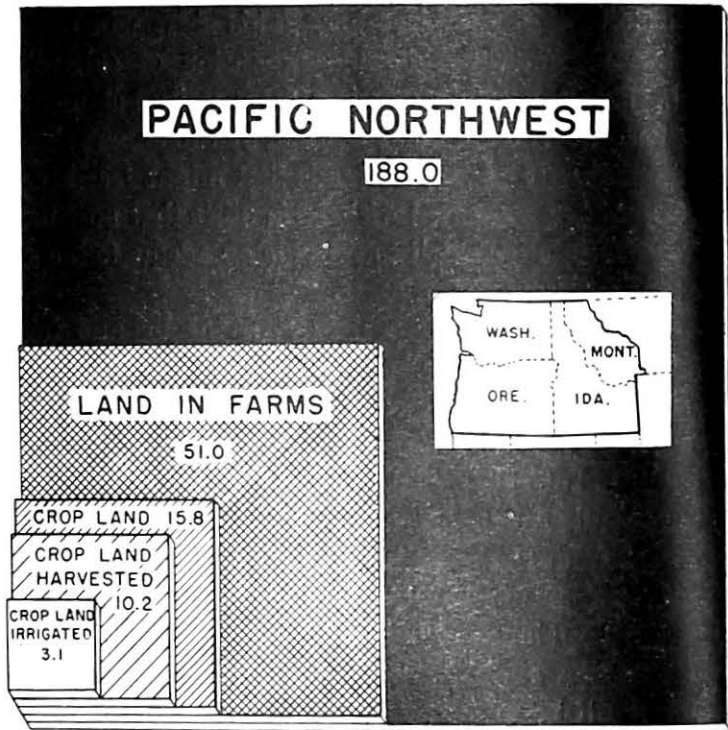 PACIFIC NORTHWEST
188.0
WASH.
MONT.
ORE.
IDA.
LAND IN FARMS
51.0
CROP LAND 15.8
CROP LAND
HARVESTED
10.2
CROP LAND
IRRIGATED
3.1